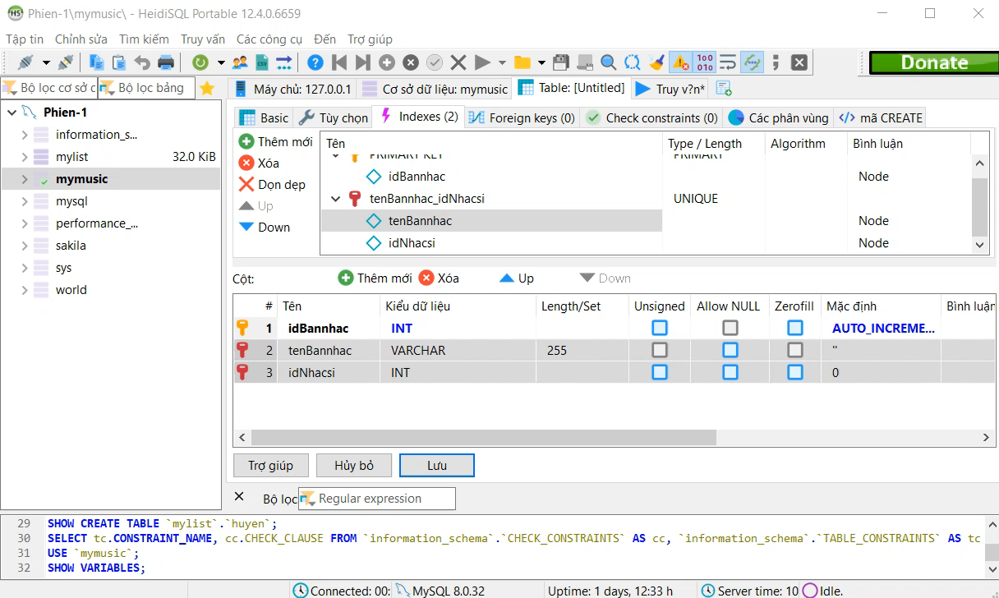 Phien-1\mymusic\ - HeidiSQL Portable 12.4.0.6659
Tập tin Chỉnh sửa Tìm kiếm Truy vấn Các công cụ Đến Trợ giúp
Donate
Bộ lọc cơ sở c Bộ lọc bảng
Máy chủ: 127.0.0.1 Cơ sở dữ liệu: mymusic Table: [Untitled] Truy v?n*
Phien-1
information_s...
mylist 32.0 KiB
mymusic
mysql
performance_...
sakila
sys
world
Basic Tùy chọn Indexes (2) Foreign keys (0) Check constraints (0) Các phân vùng </> mã CREATE
Thêm mới
Xóa
Dọn dẹp
Up
Down
Tên Type / Length Algorithm Bình luận
PRIMARY KEY PRIMARY
idBannhac Node
tenBannhac_idNhacsi UNIQUE
tenBannhac Node
idNhacsi Node
Cột: Thêm mới Xóa Up Down
# Tên Kiểu dữ liệu Length/Set Unsigned Allow NULL Zerofill Mặc định Bình luận
1 idBannhac INT AUTO_INCREME...
2 tenBannhac VARCHAR 255 ''
3 idNhacsi INT 0
Trợ giúp Hủy bỏ Lưu
Bộ lọc Regular expression
29 SHOW CREATE TABLE `mylist`.`huyen`;
30 SELECT tc.CONSTRAINT_NAME, cc.CHECK_CLAUSE FROM `information_schema`.`CHECK_CONSTRAINTS` AS cc, `information_schema`.`TABLE_CONSTRAINTS` AS tc
31 USE `mymusic`;
32 SHOW VARIABLES;
Connected: 00: MySQL 8.0.32 Uptime: 1 days, 12:33 h Server time: 10 Idle.